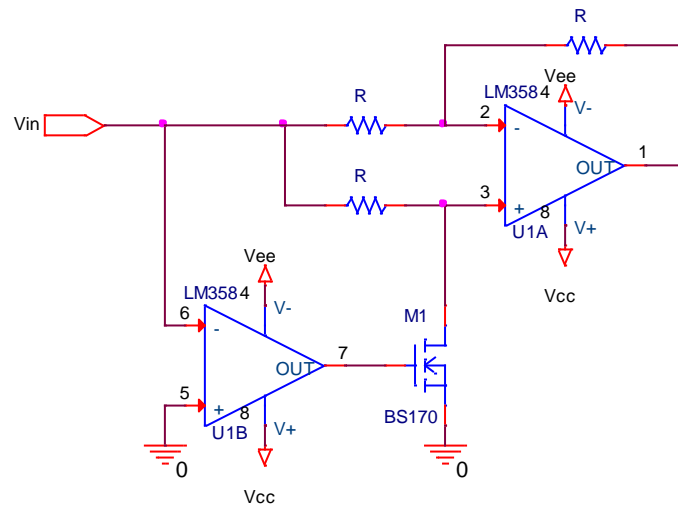 R
Vee
LM358
4
R
V-
Vin
2
-
OUT
1
R
3
+
8
V+
U1A
Vee
LM358
4
V-
M1
Vcc
6
-
OUT
7
5
+
8
V+
U1B
BS170
0
0
Vcc